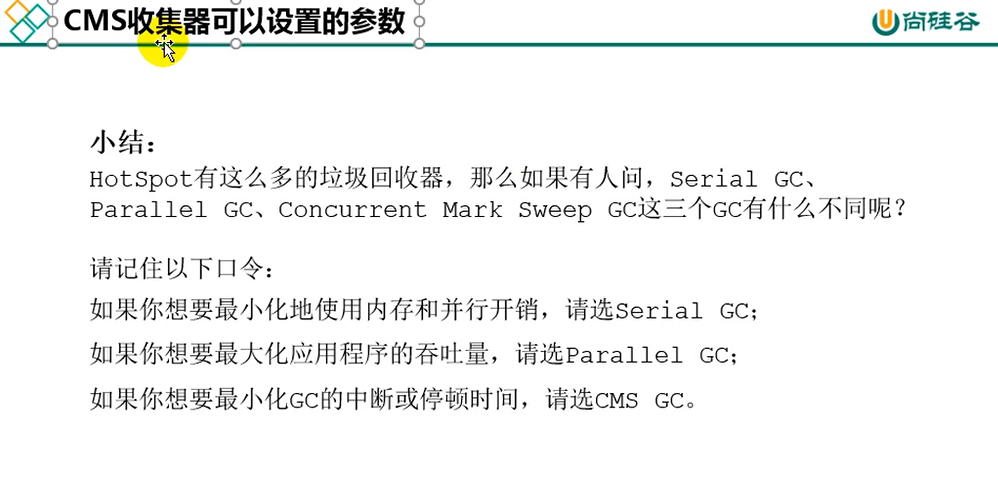 CMS收集器可以设置的参数
尚硅谷
小结：
HotSpot有这么多的垃圾回收器，那么如果有人问，Serial GC、
Parallel GC、Concurrent Mark Sweep GC这三个GC有什么不同呢？
请记住以下口令：
如果你想要最小化地使用内存和并行开销，请选Serial GC；
如果你想要最大化应用程序的吞吐量，请选Parallel GC；
如果你想要最小化GC的中断或停顿时间，请选CMS GC。